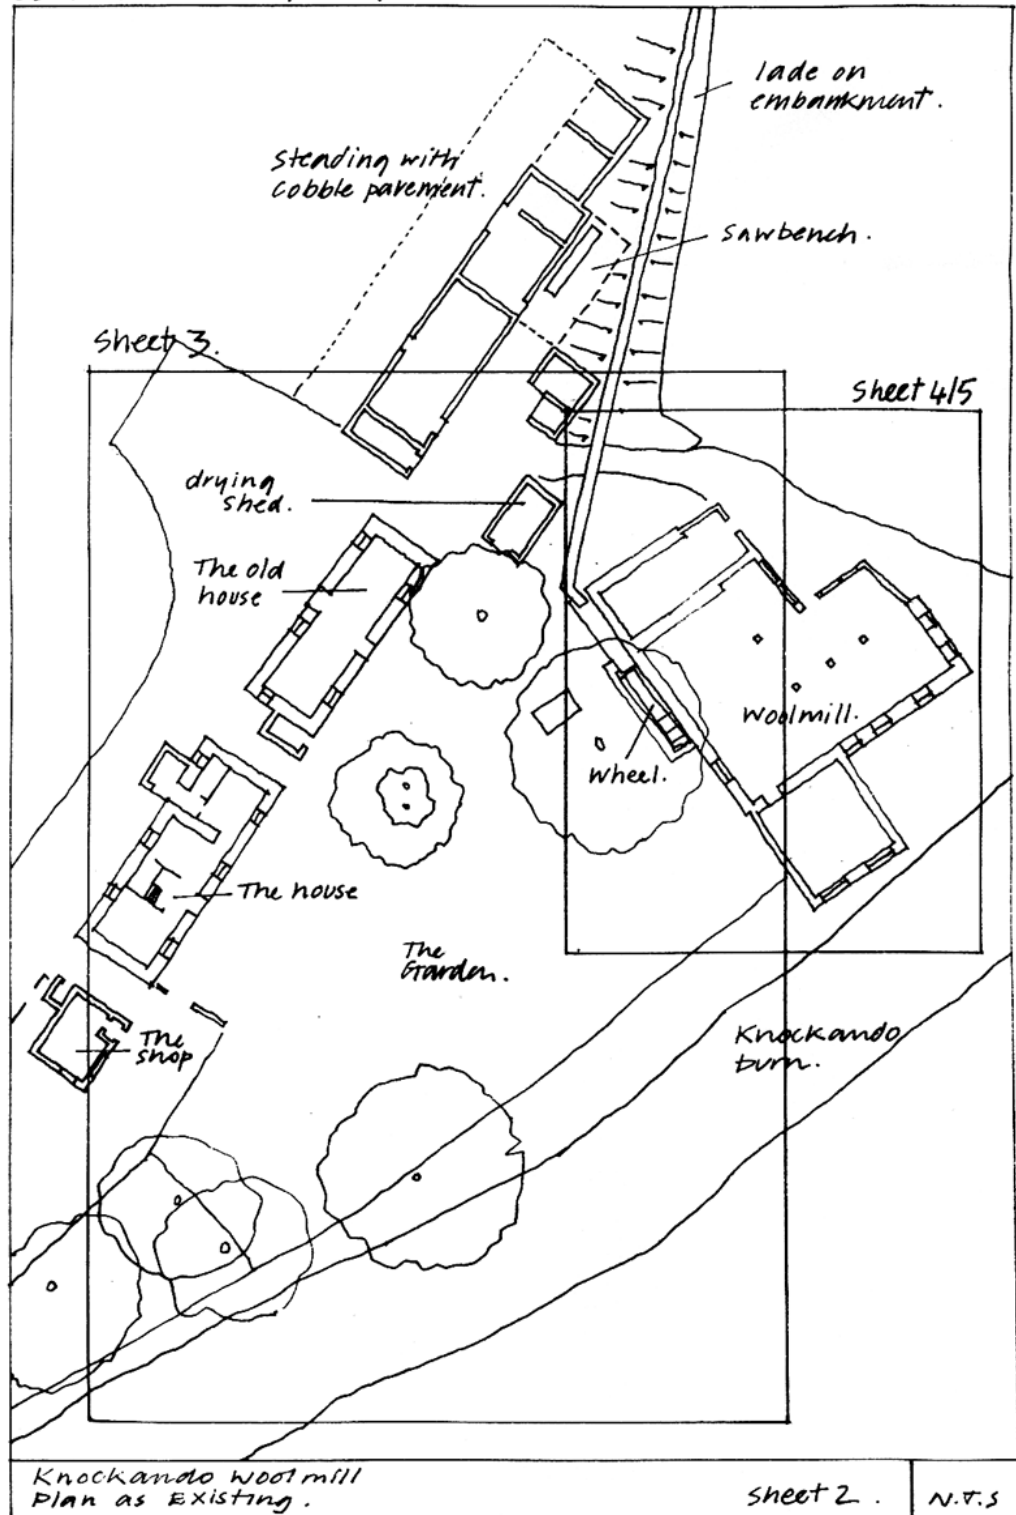 lade on
embankment.
Steading with
cobble pavement.
Sawbench.
Sheet 3.
Sheet 4/5
drying
shed.
The old
house
Woolmill.
Wheel.
The house
The
Garden.
Knockando
burn.
The
shop
Knockando Woolmill
Plan as Existing.
Sheet 2.
N.T.S